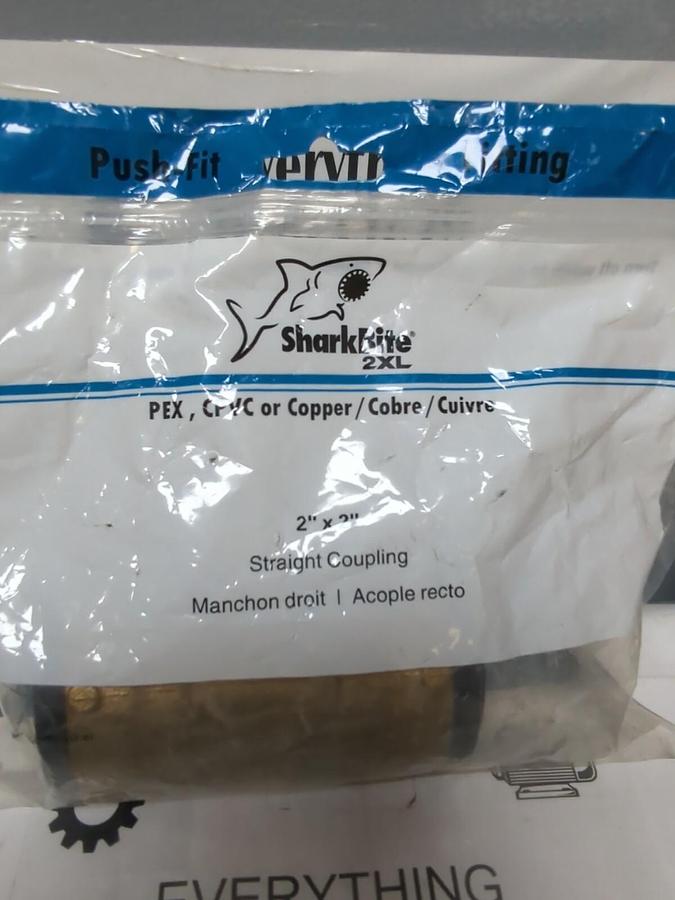 Push-Fit Fitting
SharkBite®
2XL
PEX, CPVC or Copper/Cobre/Cuivre
2" x 2"
Straight Coupling
Manchon droit | Acople recto
EVERYTHING